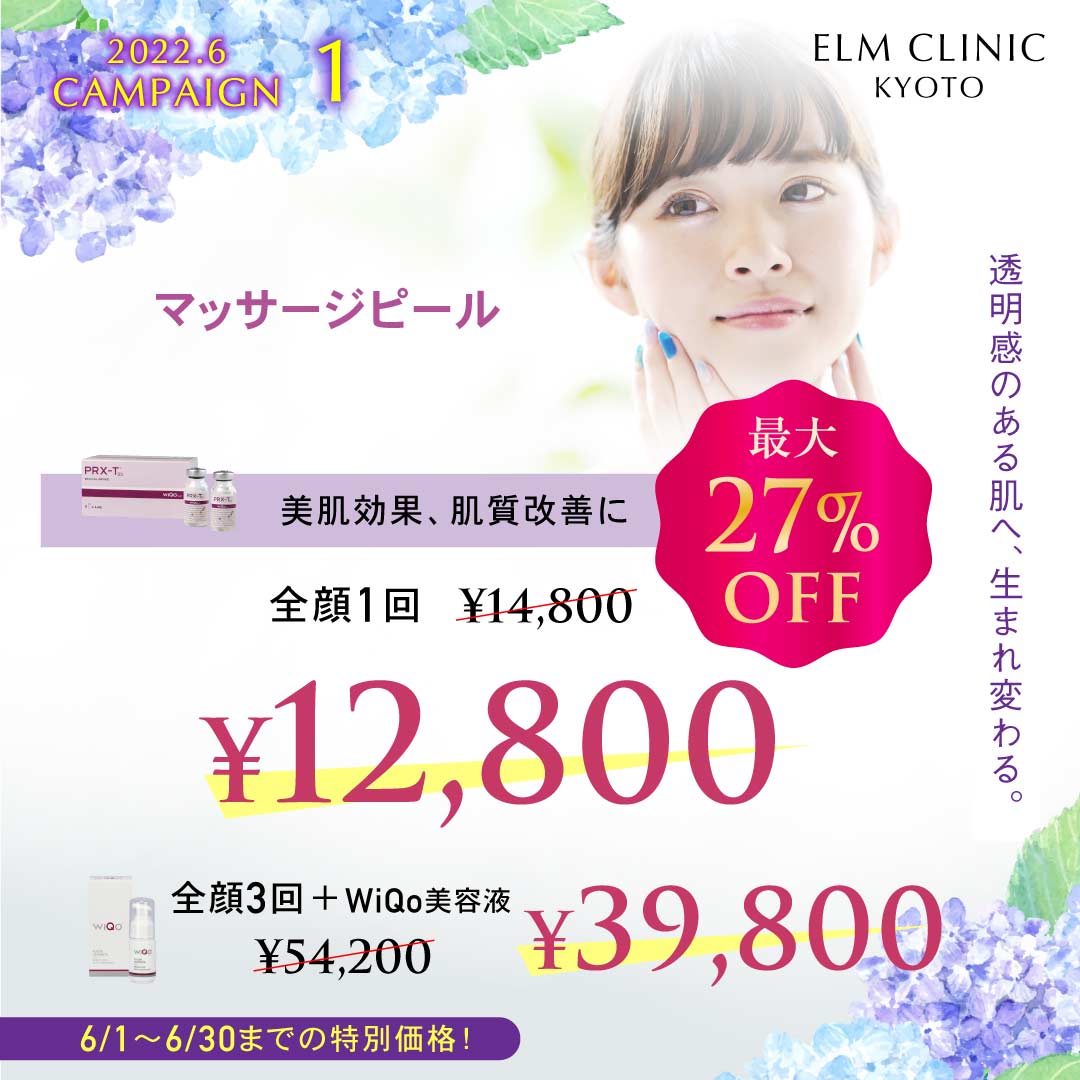 2022.6
CAMPAIGN 1
ELM CLINIC
KYOTO
マッサージピール
透明感のある肌へ、生まれ変わる。
最大
27%
OFF
PRX-T
WiQo
PRX-T
美肌効果、肌質改善に
全顔1回 ¥14,800
¥12,800
全顔3回＋WiQo美容液
¥54,200
¥39,800
WiQo
WiQo
6/1～6/30までの特別価格！